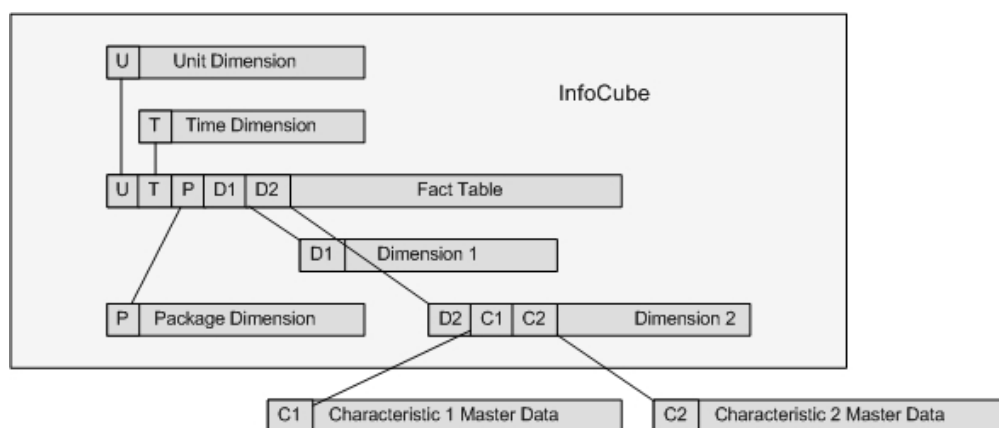 U Unit Dimension
InfoCube
T Time Dimension
U T P D1 D2 Fact Table
D1 Dimension 1
P Package Dimension
D2 C1 C2 Dimension 2
C1 Characteristic 1 Master Data
C2 Characteristic 2 Master Data